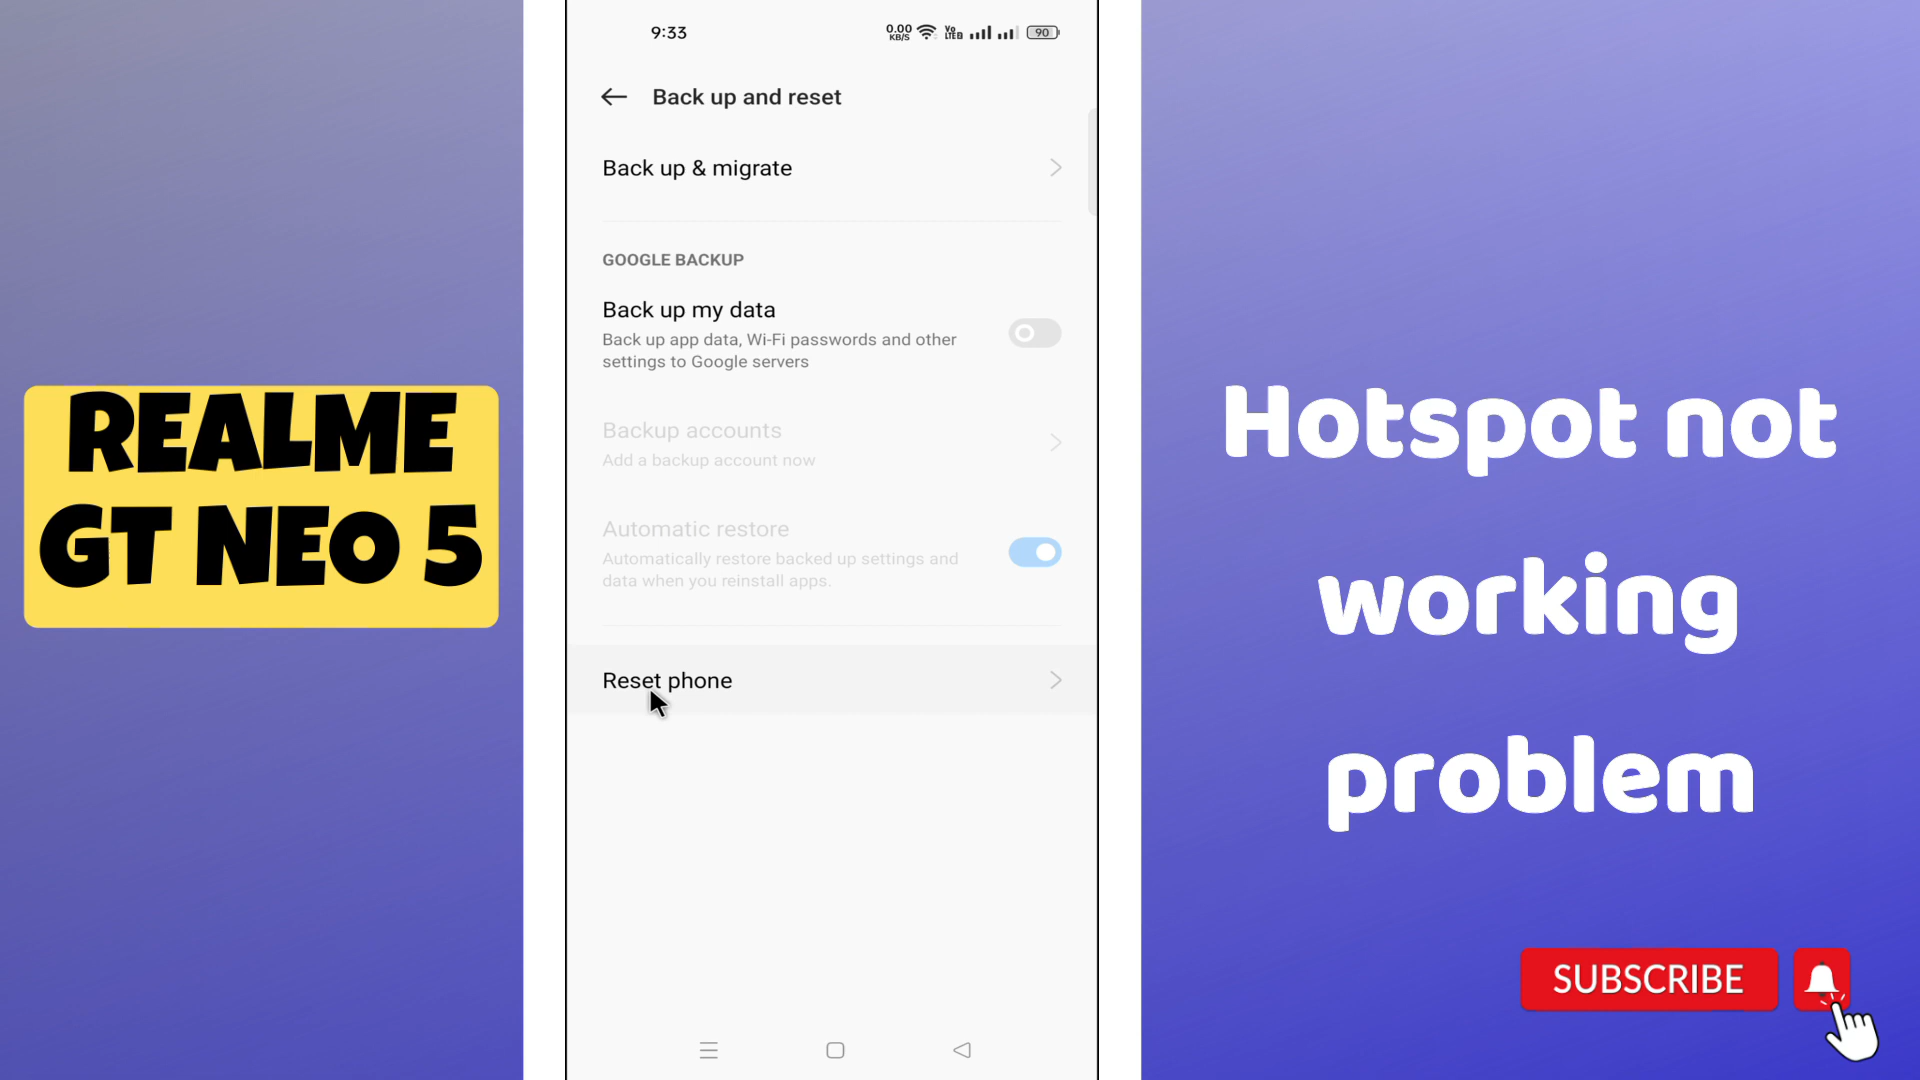 REALME
GT NEO 5
9:33
0.00
KB/S
Vo
LTE
90
Back up and reset
Back up & migrate
GOOGLE BACKUP
Back up my data
Back up app data, Wi-Fi passwords and other
settings to Google servers
Backup accounts
Add a backup account now
Automatic restore
Automatically restore backed up settings and
data when you reinstall apps.
Reset phone
Hotspot not
working
problem
SUBSCRIBE